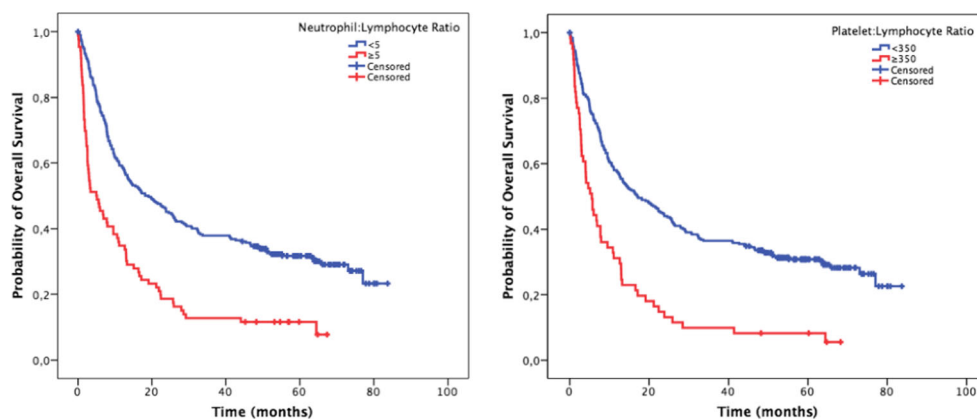 Neutrophil:Lymphocyte Ratio
<5
≥5
Censored
Censored
1,0
0,8
0,6
0,4
0,2
0,0
Probability of Overall Survival
0
20
40
60
80
100
Time (months)
Platelet:Lymphocyte Ratio
<350
≥350
Censored
Censored
1,0
0,8
0,6
0,4
0,2
0,0
Probability of Overall Survival
0
20
40
60
80
100
Time (months)